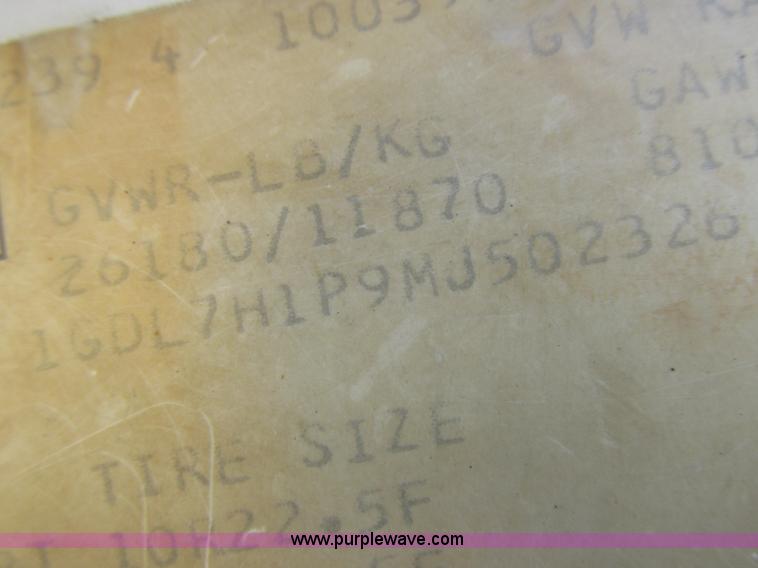 239 4 1003
GVW
GAW
GVWR-LB/KG 810
26180/11870
1GDL7H1P9MJ502326
TIRE SIZE
10R22.5F
www.purplewave.com